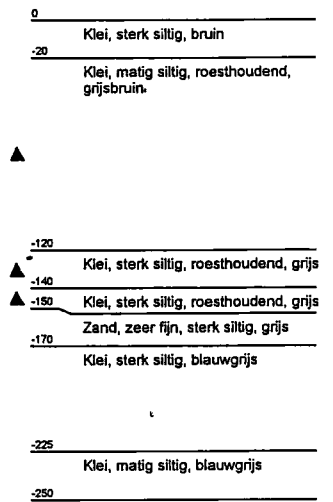 0
Klei, sterk siltig, bruin
-20
Klei, matig siltig, roesthoudend,
grijsbruin
-120
Klei, sterk siltig, roesthoudend, grijs
-140
Klei, sterk siltig, roesthoudend, grijs
-150
Zand, zeer fijn, sterk siltig, grijs
-170
Klei, sterk siltig, blauwgrijs
-225
Klei, matig siltig, blauwgrijs
-250